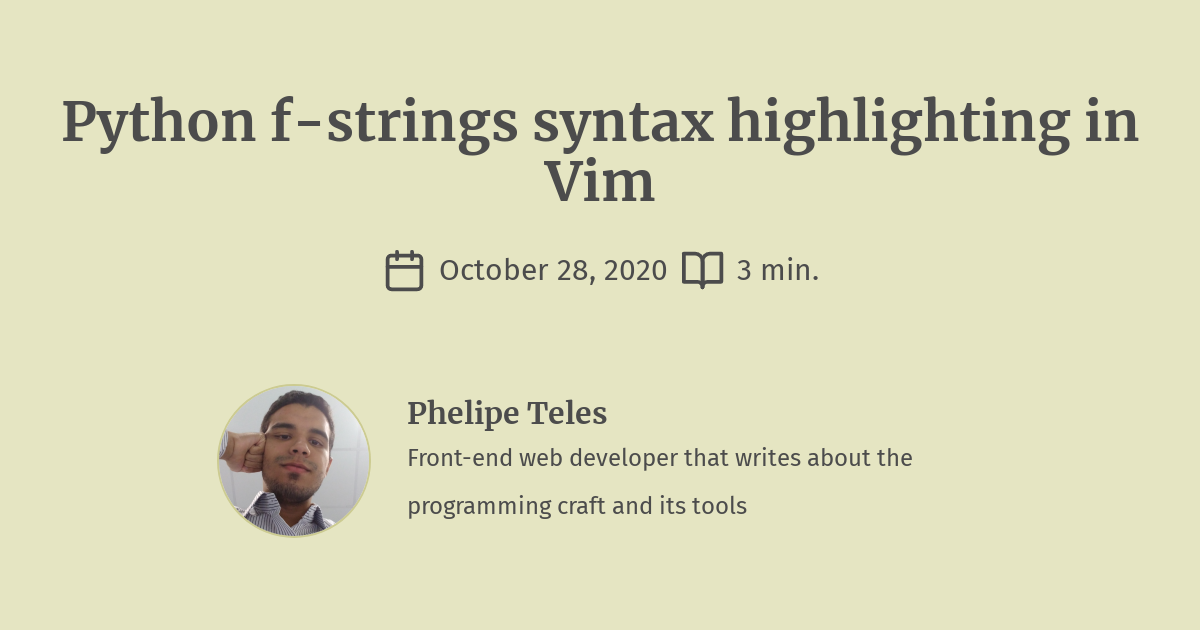 Python f-strings syntax highlighting in
Vim
October 28, 2020 3 min.
Phelipe Teles
Front-end web developer that writes about the
programming craft and its tools